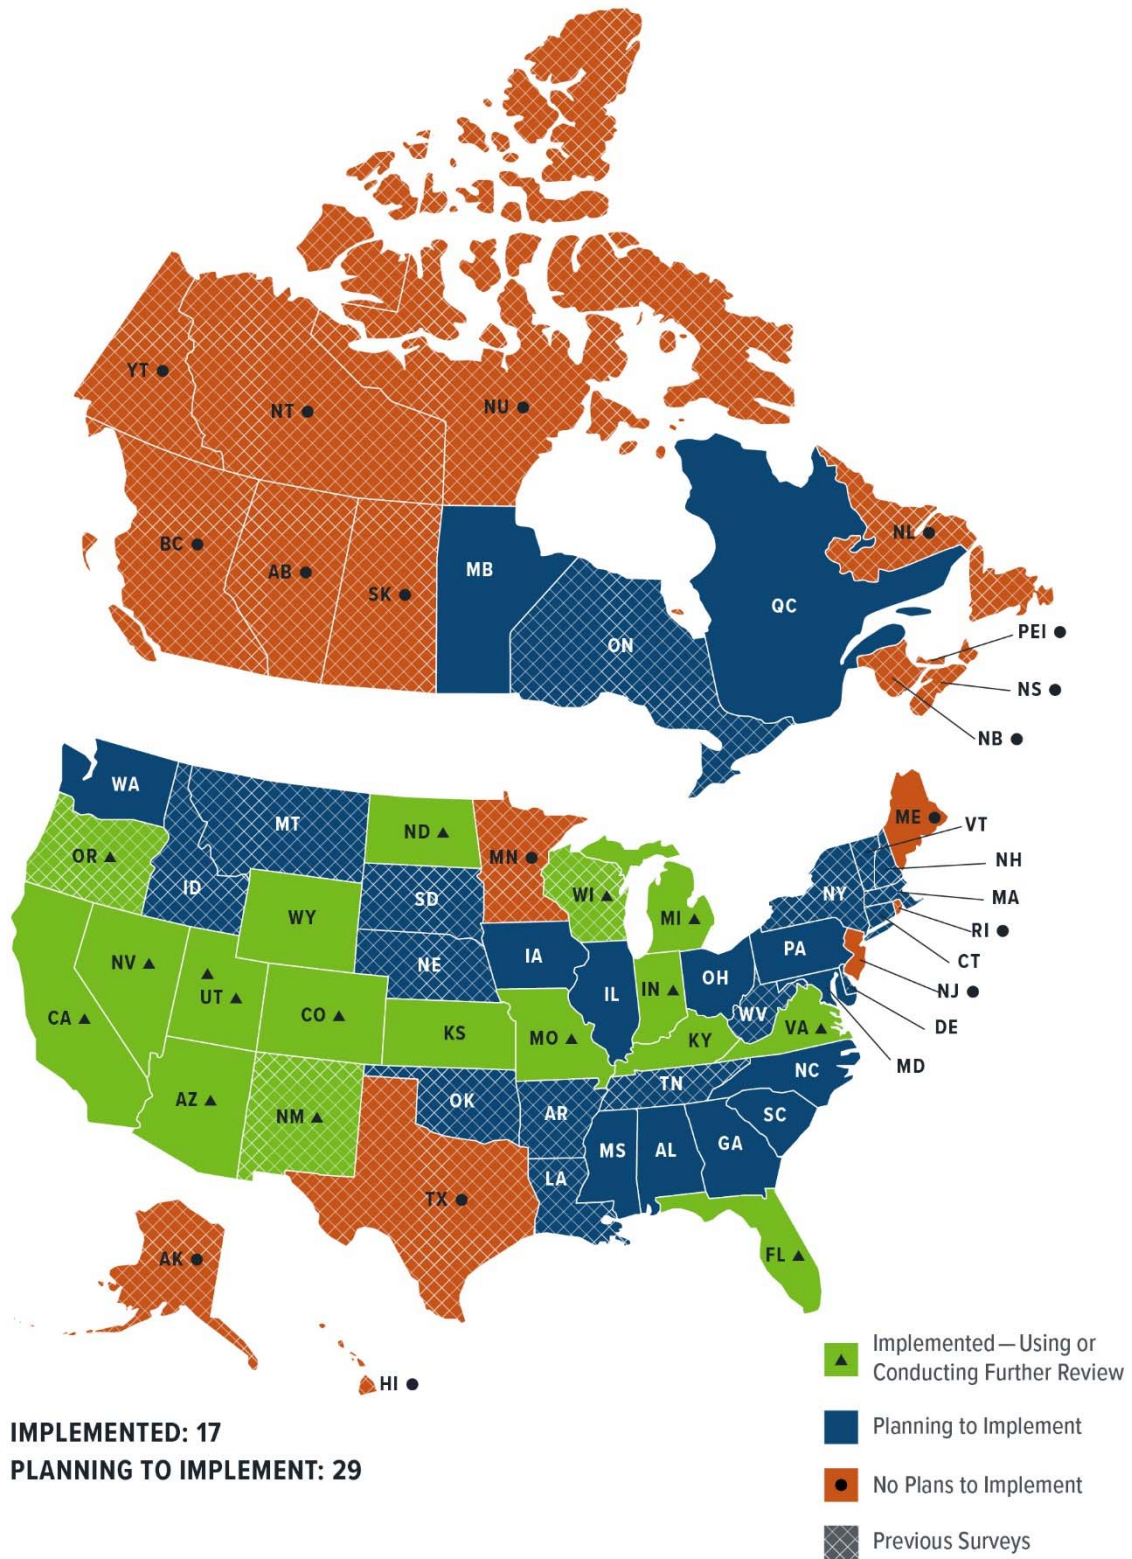 YT
NT
NU
BC
AB
SK
MB
ON
QC
NL
PEI
NS
NB
WA
MT
ND
MN
ME
VT
OR
ID
SD
WI
MI
NY
NH
MA
WY
RI
NV
NE
IA
PA
CT
UT
IL
IN
OH
NJ
CA
CO
KS
MO
KY
WV
VA
DE
MD
AZ
NM
OK
AR
TN
NC
SC
MS
AL
GA
LA
TX
AK
FL
HI
Implemented—Using or
Conducting Further Review
Planning to Implement
No Plans to Implement
Previous Surveys
IMPLEMENTED: 17
PLANNING TO IMPLEMENT: 29